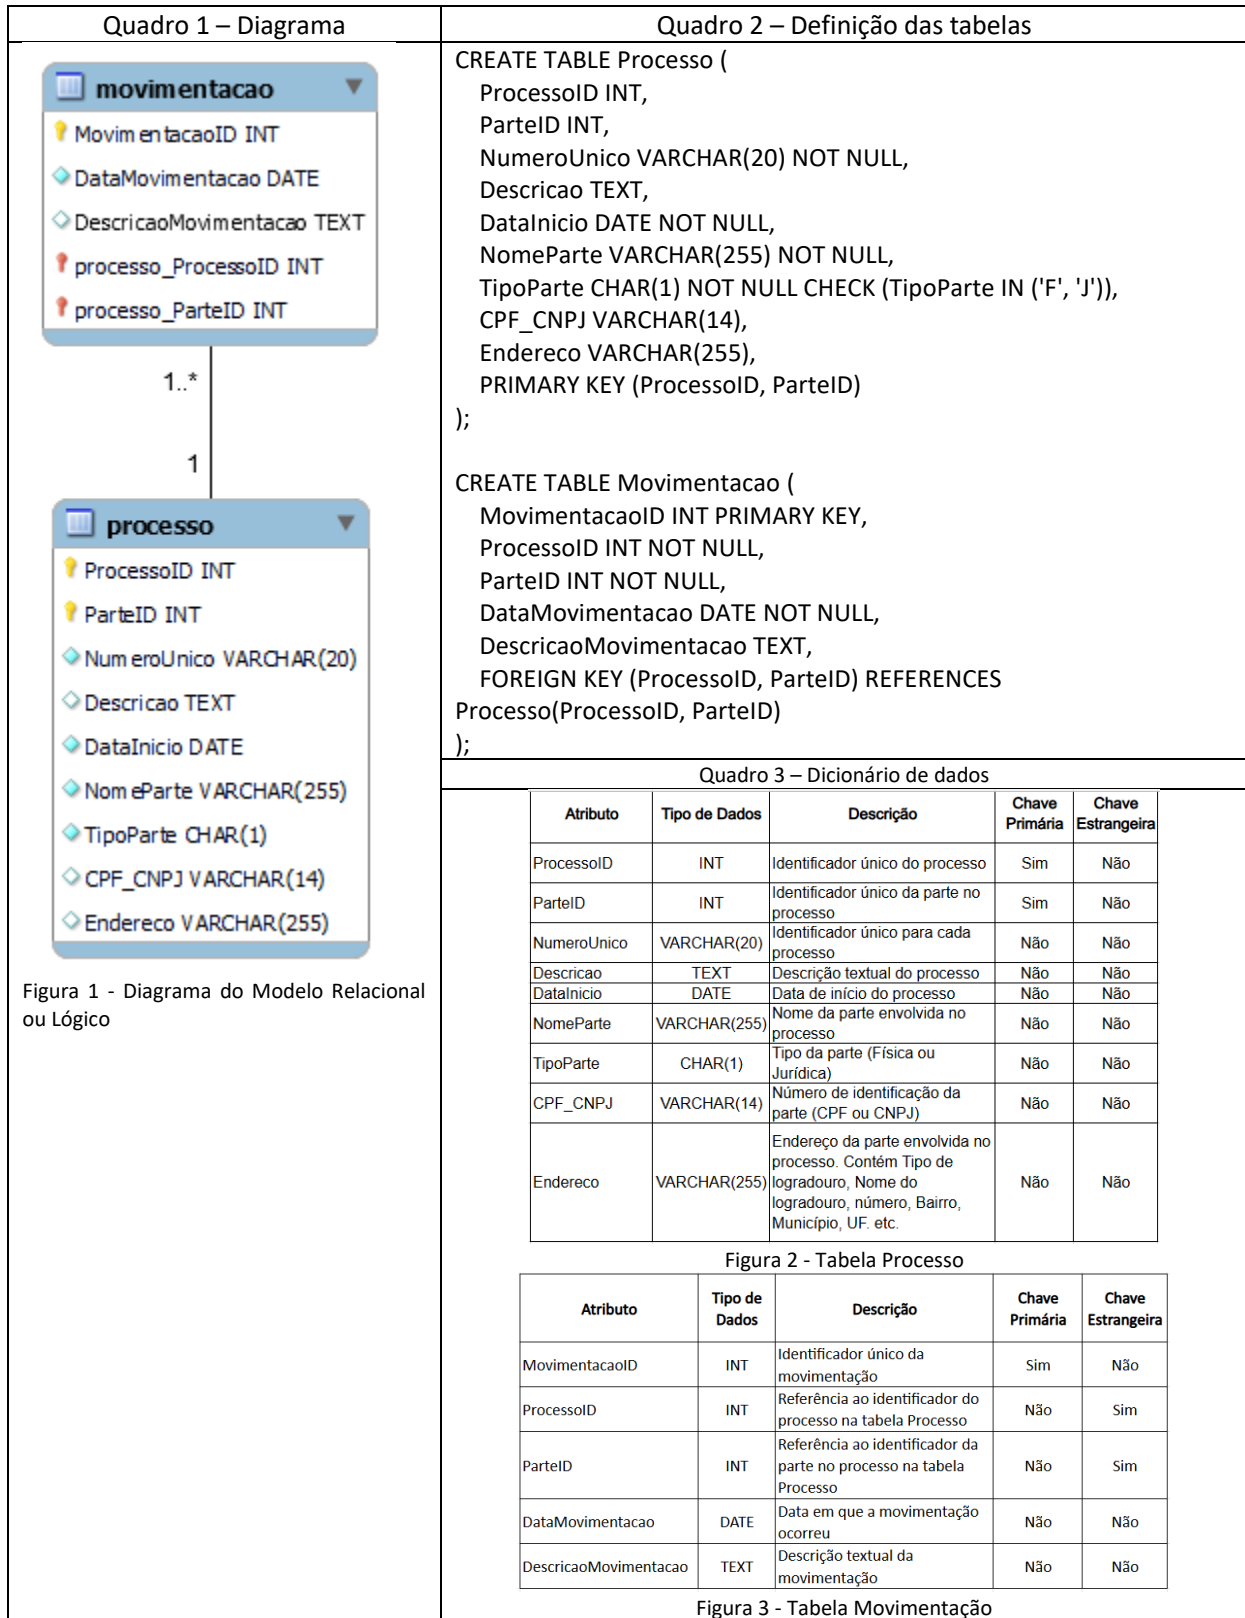 Quadro 1 – Diagrama
movimentacao
MovimentacaoID INT
DataMovimentacao DATE
DescricaoMovimentacao TEXT
processo_ProcessoID INT
processo_ParteID INT
1..*
1
processo
ProcessoID INT
ParteID INT
NumeroUnico VARCHAR(20)
Descricao TEXT
DataInicio DATE
NomeParte VARCHAR(255)
TipoParte CHAR(1)
CPF_CNPJ VARCHAR(14)
Endereco VARCHAR(255)
Figura 1 - Diagrama do Modelo Relacional
ou Lógico
Quadro 2 – Definição das tabelas
CREATE TABLE Processo (
ProcessoID INT,
ParteID INT,
NumeroUnico VARCHAR(20) NOT NULL,
Descricao TEXT,
DataInicio DATE NOT NULL,
NomeParte VARCHAR(255) NOT NULL,
TipoParte CHAR(1) NOT NULL CHECK (TipoParte IN ('F', 'J')),
CPF_CNPJ VARCHAR(14),
Endereco VARCHAR(255),
PRIMARY KEY (ProcessoID, ParteID)
);
CREATE TABLE Movimentacao (
MovimentacaoID INT PRIMARY KEY,
ProcessoID INT NOT NULL,
ParteID INT NOT NULL,
DataMovimentacao DATE NOT NULL,
DescricaoMovimentacao TEXT,
FOREIGN KEY (ProcessoID, ParteID) REFERENCES
Processo(ProcessoID, ParteID)
);
Quadro 3 – Dicionário de dados
Atributo Tipo de Dados Descrição Chave Primária Chave Estrangeira
ProcessoID INT Identificador único do processo Sim Não
ParteID INT Identificador único da parte no processo Sim Não
NumeroUnico VARCHAR(20) Identificador único para cada processo Não Não
Descricao TEXT Descrição textual do processo Não Não
DataInicio DATE Data de início do processo Não Não
NomeParte VARCHAR(255) Nome da parte envolvida no processo Não Não
TipoParte CHAR(1) Tipo da parte (Física ou Jurídica) Não Não
CPF_CNPJ VARCHAR(14) Número de identificação da parte (CPF ou CNPJ) Não Não
Endereco VARCHAR(255) Endereço da parte envolvida no processo. Contém Tipo de logradouro, Nome do logradouro, número, Bairro, Município, UF. etc. Não Não
Figura 2 - Tabela Processo
Atributo Tipo de Dados Descrição Chave Primária Chave Estrangeira
MovimentacaoID INT Identificador único da movimentação Sim Não
ProcessoID INT Referência ao identificador do processo na tabela Processo Não Sim
ParteID INT Referência ao identificador da parte no processo na tabela Processo Não Sim
DataMovimentacao DATE Data em que a movimentação ocorreu Não Não
DescricaoMovimentacao TEXT Descrição textual da movimentação Não Não
Figura 3 - Tabela Movimentação